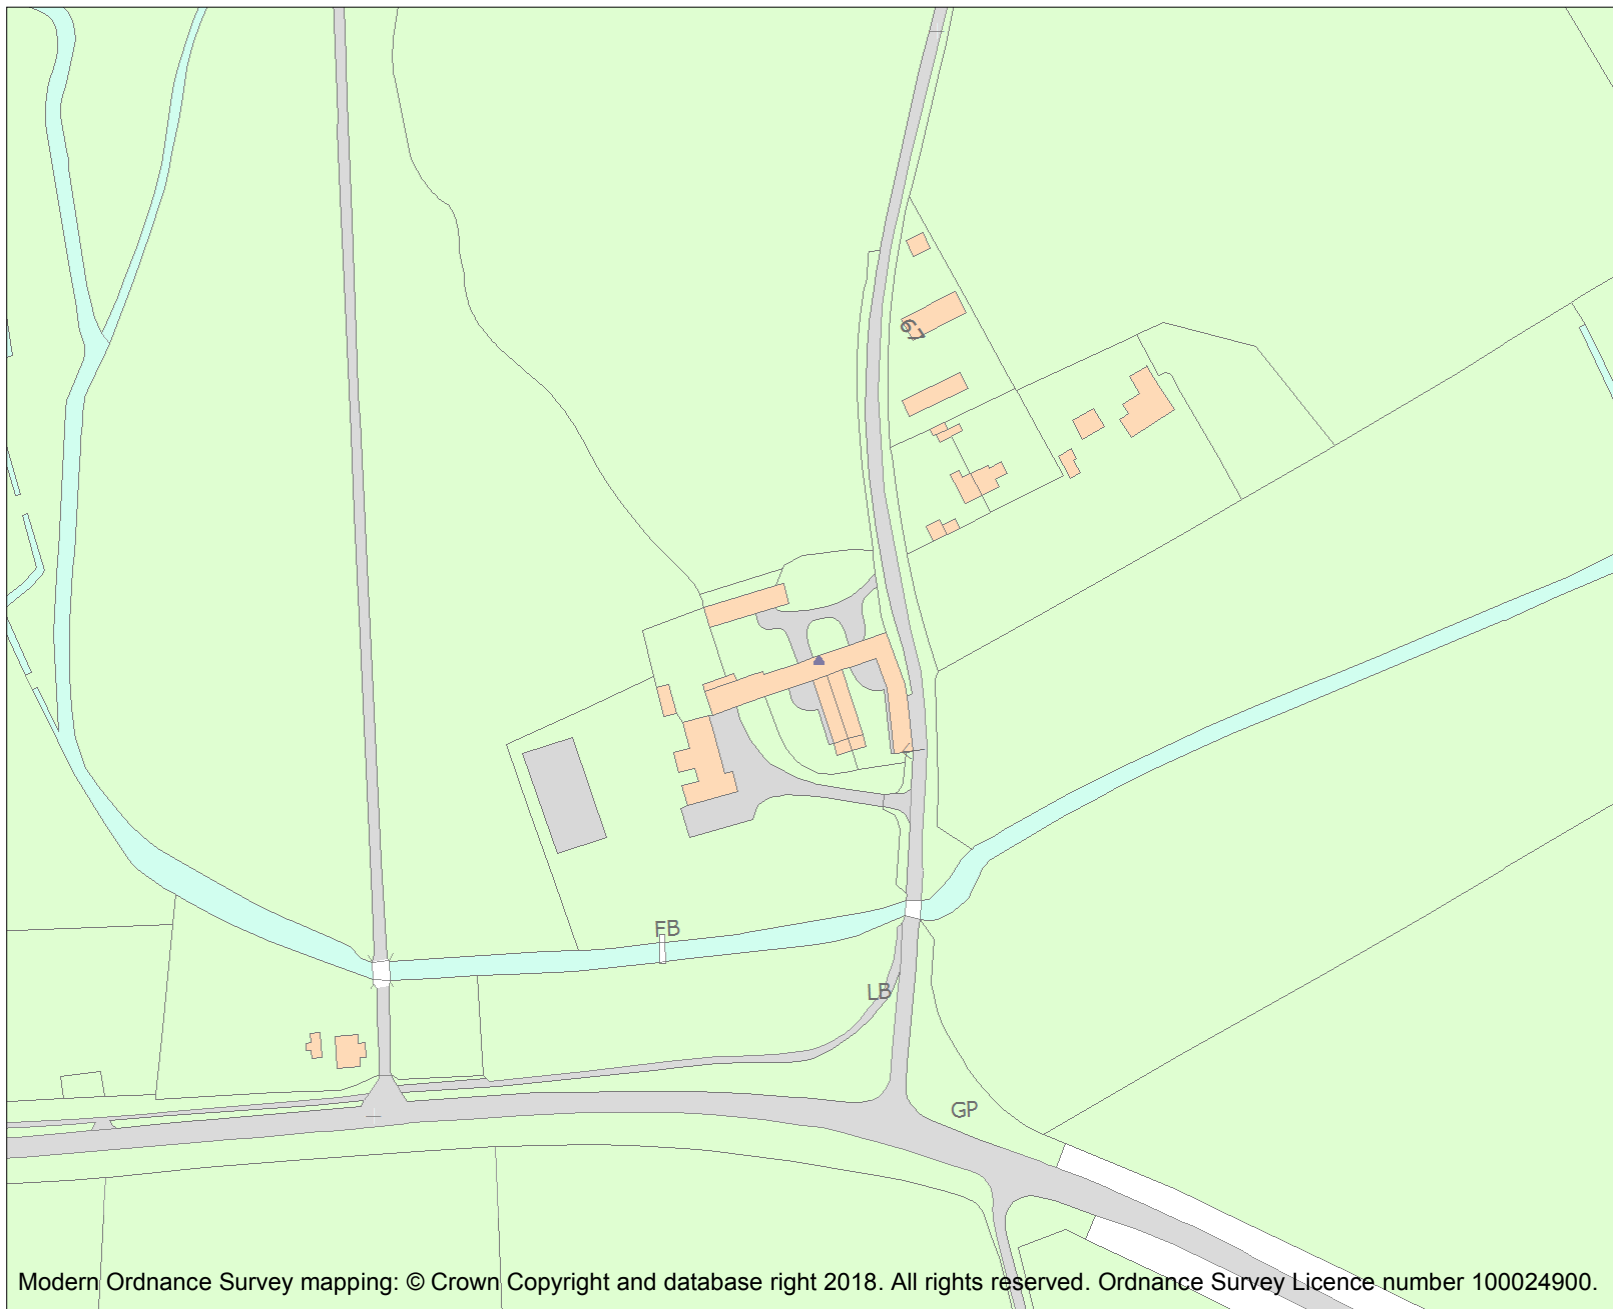 67
FB
LB
GP
Modern Ordnance Survey mapping: © Crown Copyright and database right 2018. All rights reserved. Ordnance Survey Licence number 100024900.